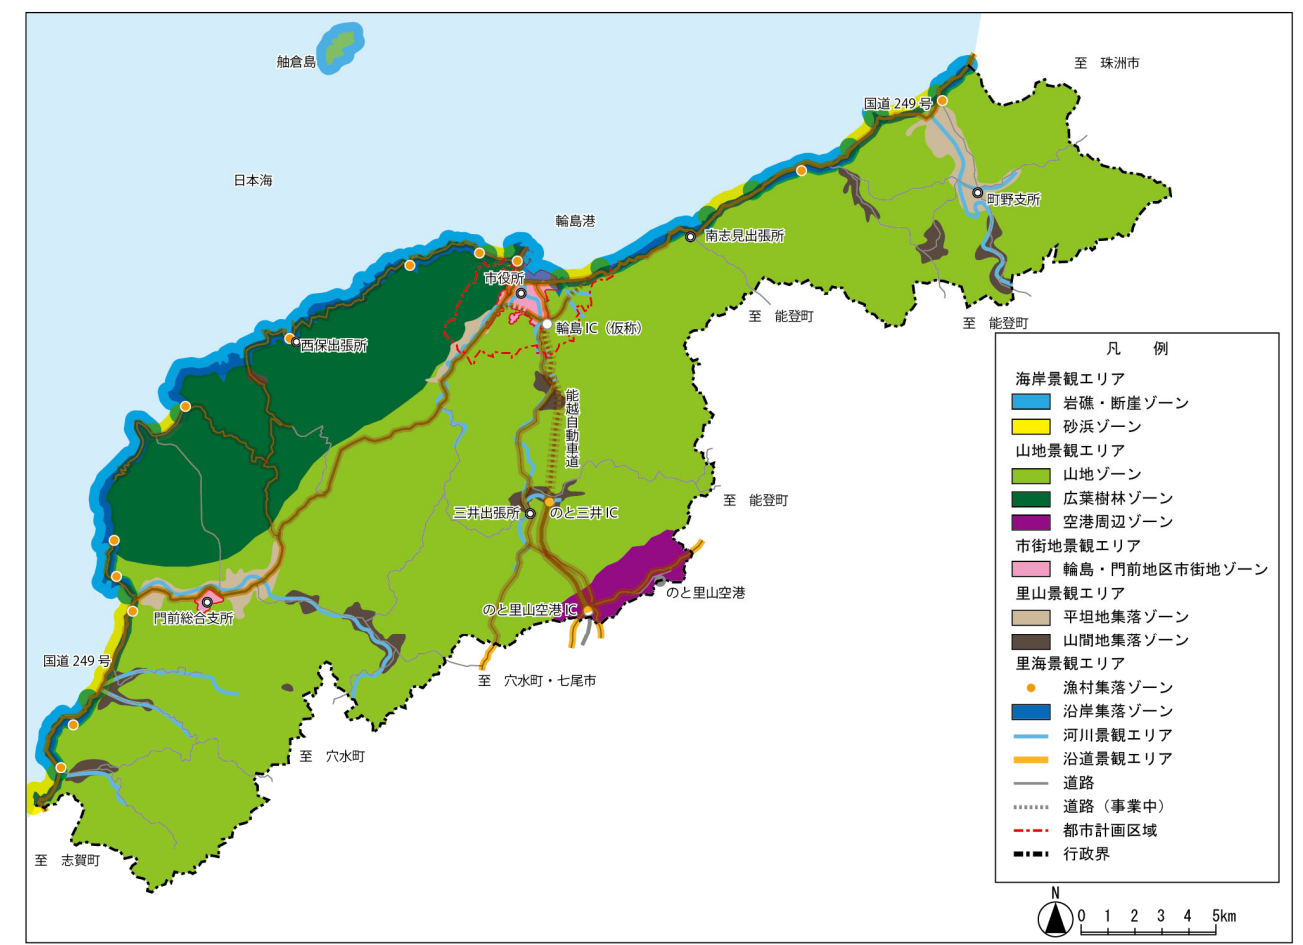 舳倉島
至　珠洲市
国道 249 号
日本海
町野支所
輪島港
南志見出張所
市役所
至　能登町
至　能登町
輪島 IC（仮称）
西保出張所
能越自動車道
至　能登町
三井出張所
のと三井 IC
のと里山空港
のと里山空港 IC
門前総合支所
国道 249 号
至　穴水町・七尾市
至　穴水町
至　志賀町
凡　例
海岸景観エリア
岩礁・断崖ゾーン
砂浜ゾーン
山地景観エリア
山地ゾーン
広葉樹林ゾーン
空港周辺ゾーン
市街地景観エリア
輪島・門前地区市街地ゾーン
里山景観エリア
平坦地集落ゾーン
山間地集落ゾーン
里海景観エリア
漁村集落ゾーン
沿岸集落ゾーン
河川景観エリア
沿道景観エリア
道路
道路（事業中）
都市計画区域
行政界
N
0 1 2 3 4 5km